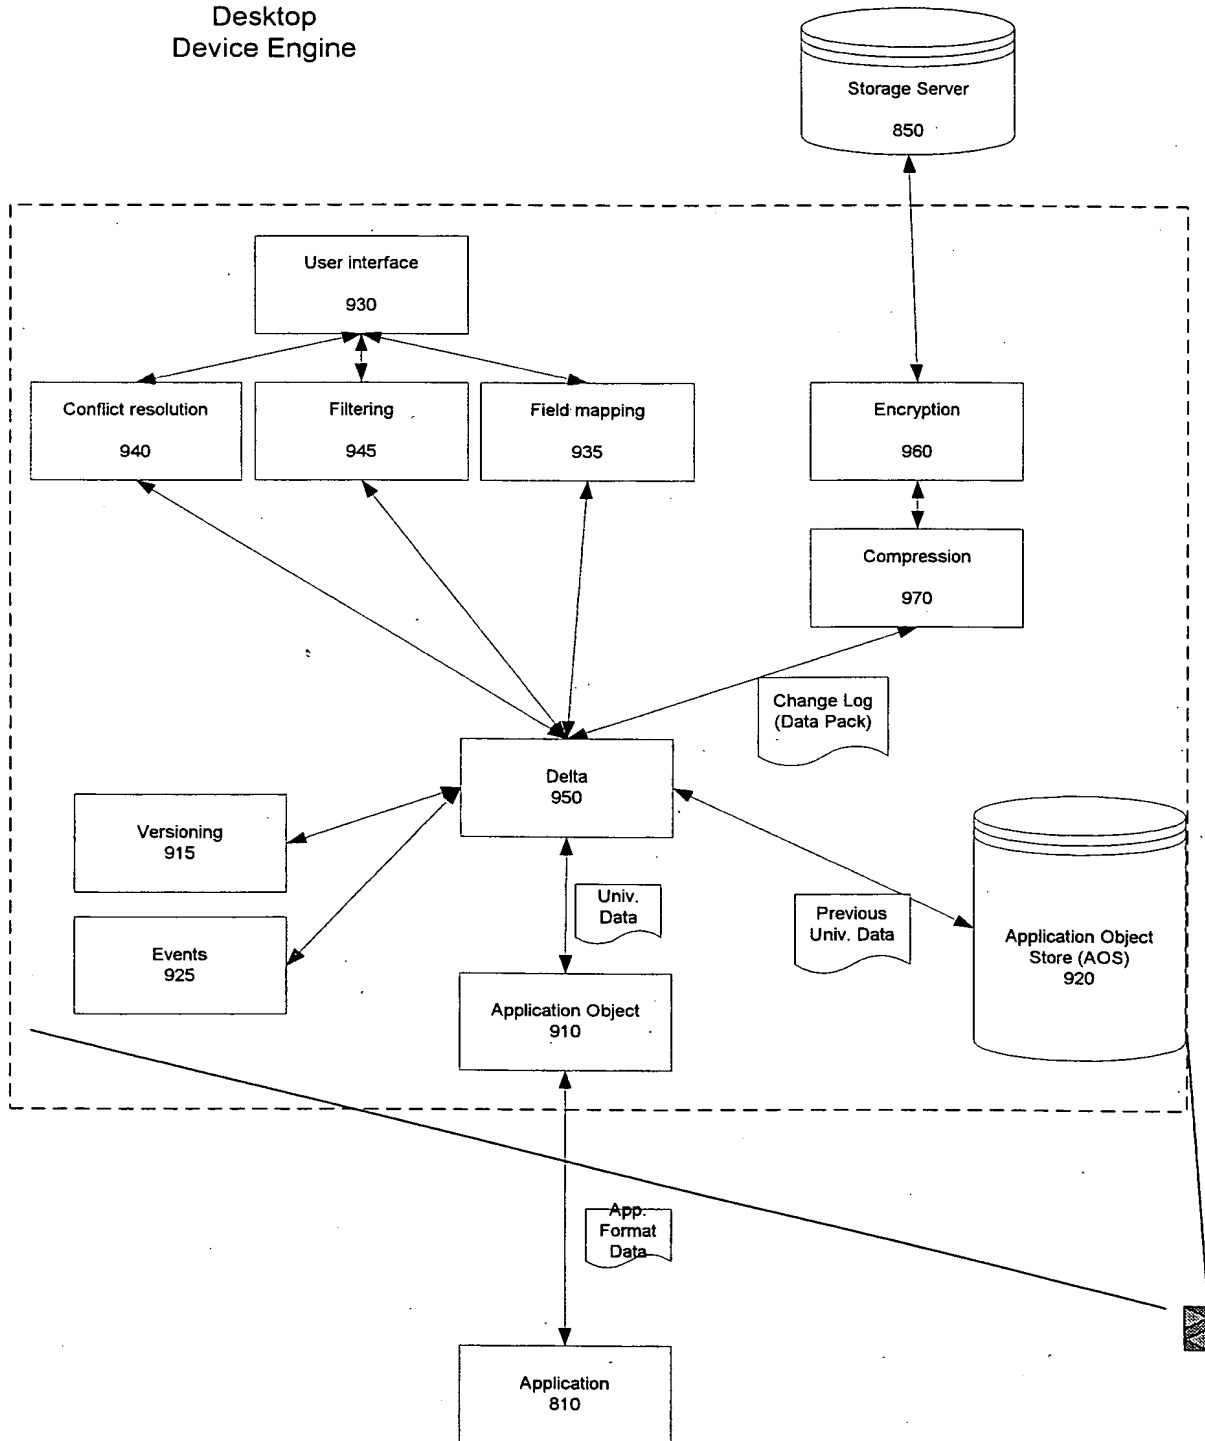 Desktop
Device Engine
Storage Server
850
User interface
930
Conflict resolution
940
Filtering
945
Field mapping
935
Encryption
960
Compression
970
Change Log
(Data Pack)
Delta
950
Versioning
915
Events
925
Univ.
Data
Previous
Univ. Data
Application Object
Store (AOS)
920
Application Object
910
App.
Format
Data
Application
810